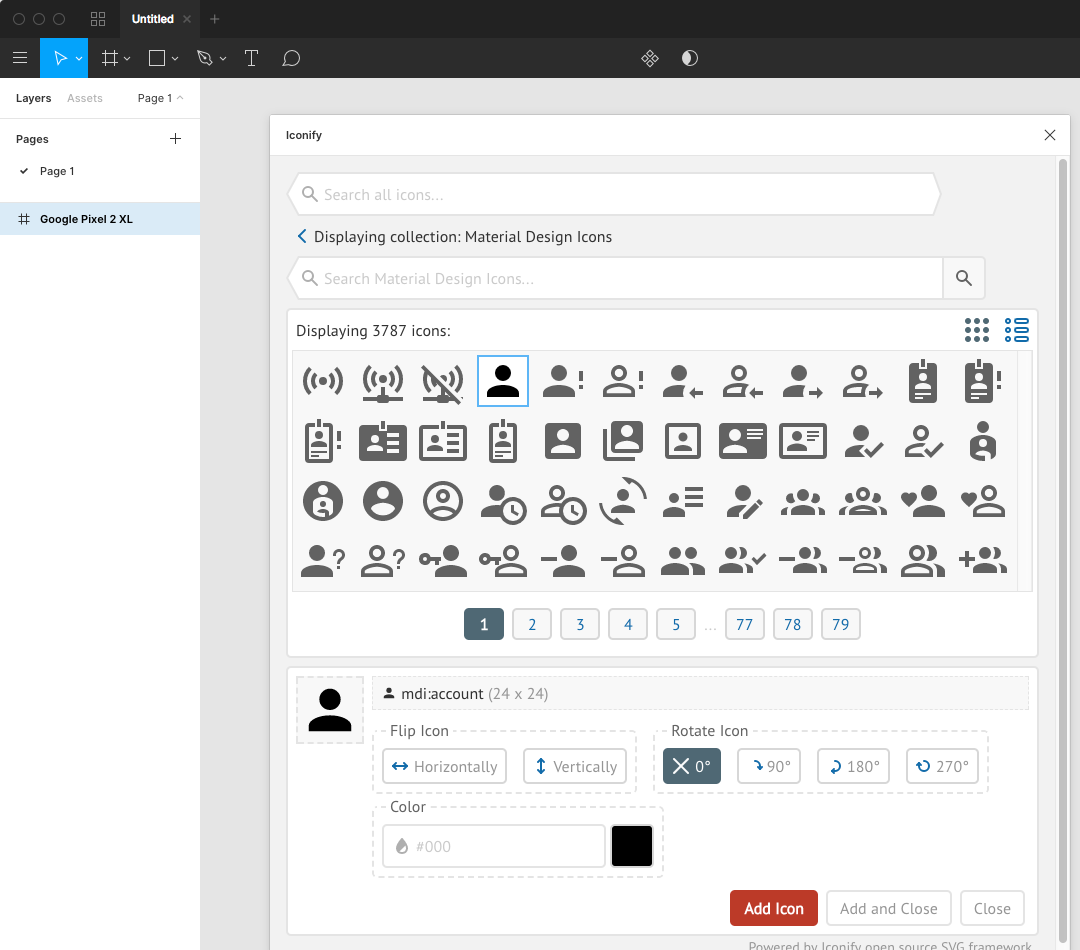 Untitled
Layers Assets Page 1
Pages
Page 1
Google Pixel 2 XL
Iconify
Search all icons...
Displaying collection: Material Design Icons
Search Material Design Icons...
Displaying 3787 icons:
1 2 3 4 5 ... 77 78 79
mdi:account (24 x 24)
Flip Icon Rotate Icon
Horizontally Vertically 0° 90° 180° 270°
Color
#000
Add Icon Add and Close Close
Powered by Iconify open source SVG framework